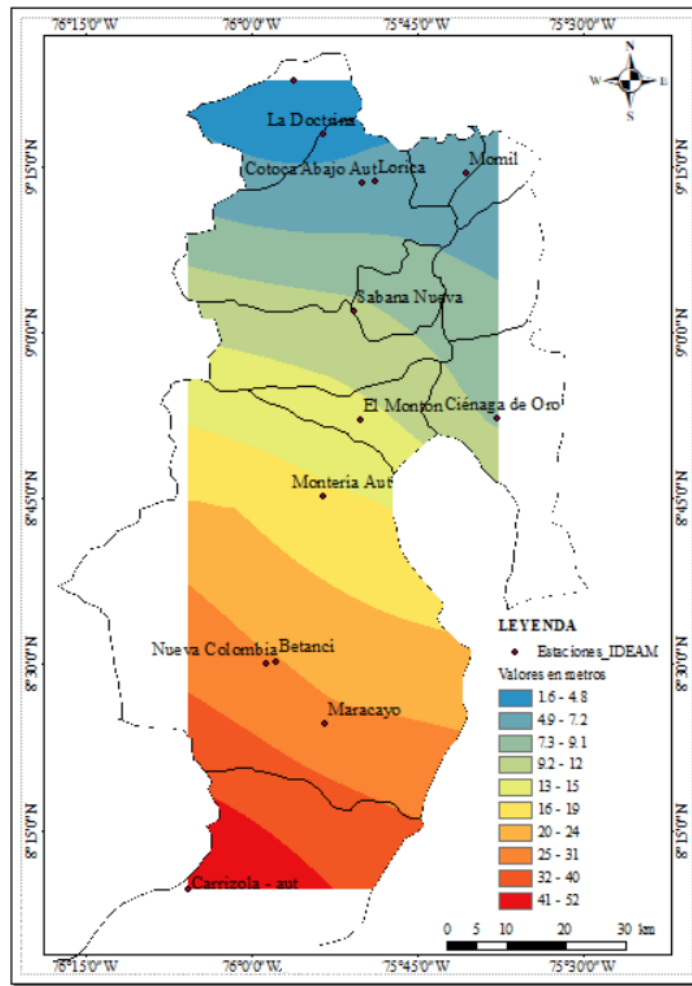 76°15'0"W 76°0'0"W 75°45'0"W 75°30'0"W
N
W E
S
La Doctrina
9°15'0"N 9°15'0"N
Cotoca Abajo Aut Lorica Momil
Sabana Nueva
9°0'0"N 9°0'0"N
El Montón Ciénaga de Oro
Montería Aut
8°45'0"N 8°45'0"N
LEYENDA
Estaciones_IDEAM
Valores en metros
1.6 - 4.8
4.9 - 7.2
7.3 - 9.1
9.2 - 12
13 - 15
16 - 19
20 - 24
25 - 31
32 - 40
41 - 52
Nueva Colombia Betanci
8°30'0"N 8°30'0"N
Maracayo
8°15'0"N 8°15'0"N
Carrizola - aut
0 5 10 20 30 km
76°15'0"W 76°0'0"W 75°45'0"W 75°30'0"W